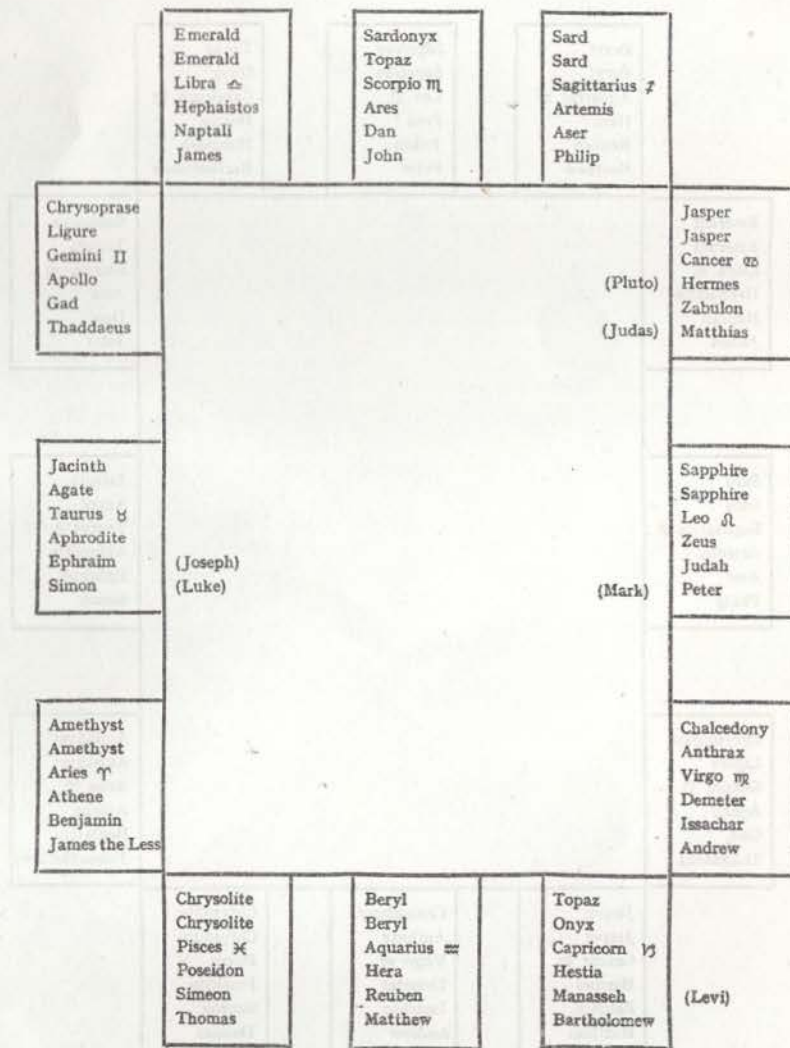 Emerald
Emerald
Libra ♎
Hephaistos
Naptali
James
Sardonyx
Topaz
Scorpio ♏
Ares
Dan
John
Sard
Sard
Sagittarius ♐
Artemis
Aser
Philip
Chrysoprase
Ligure
Gemini II
Apollo
Gad
Thaddaeus
(Pluto)
(Judas)
Jasper
Jasper
Cancer ♋
Hermes
Zabulon
Matthias
Jacinth
Agate
Taurus ♉
Aphrodite
Ephraim
Simon
(Joseph)
(Luke)
(Mark)
Sapphire
Sapphire
Leo ♌
Zeus
Judah
Peter
Amethyst
Amethyst
Aries ♈
Athene
Benjamin
James the Less
Chalcedony
Anthrax
Virgo ♍
Demeter
Issachar
Andrew
Chrysolite
Chrysolite
Pisces ♓
Poseidon
Simeon
Thomas
Beryl
Beryl
Aquarius ♒
Hera
Reuben
Matthew
Topaz
Onyx
Capricorn ♑
Hestia
Manasseh
Bartholomew
(Levi)